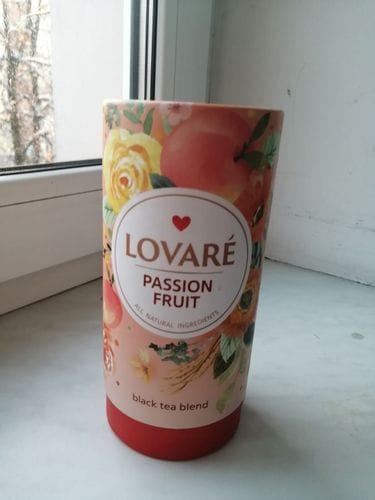 LOVARÉ
PASSION
FRUIT
ALL NATURAL INGREDIENTS
black tea blend